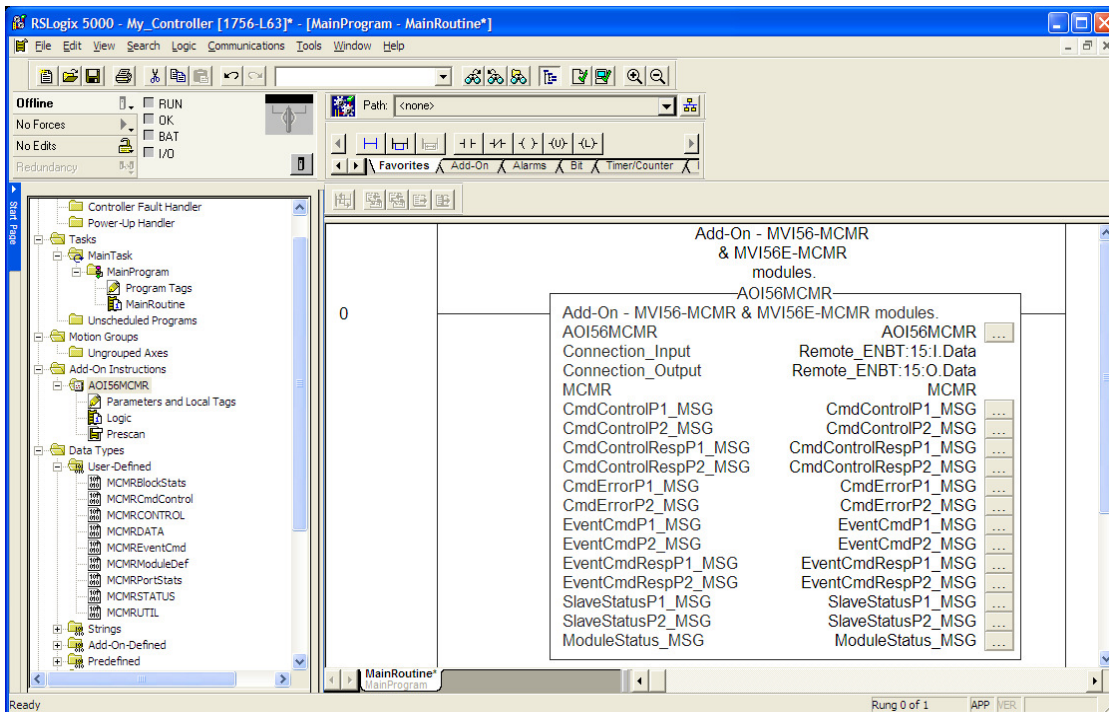 RSLogix 5000 - My_Controller [1756-L63]* - [MainProgram - MainRoutine*]
File Edit View Search Logic Communications Tools Window Help
Offline
RUN
No Forces
OK
No Edits
BAT
Redundancy
I/O
Path: <none>
Favorites Add-On Alarms Bit Timer/Counter
Start Page
Controller Fault Handler
Power-Up Handler
Tasks
MainTask
MainProgram
Program Tags
MainRoutine
Unscheduled Programs
Motion Groups
Ungrouped Axes
Add-On Instructions
AOI56MCMR
Parameters and Local Tags
Logic
Prescan
Data Types
User-Defined
MCMRBlockStats
MCMRCmdControl
MCMRCONTROL
MCMRDATA
MCMREventCmd
MCMRModuleDef
MCMRPortStats
MCMRSTATUS
MCMRUTIL
Strings
Add-On-Defined
Predefined
0
Add-On - MVI56-MCMR
& MVI56E-MCMR
modules.
AOI56MCMR
Add-On - MVI56-MCMR & MVI56E-MCMR modules.
AOI56MCMR AOI56MCMR ...
Connection_Input Remote_ENBT:15:I.Data
Connection_Output Remote_ENBT:15:O.Data
MCMR MCMR
CmdControlP1_MSG CmdControlP1_MSG ...
CmdControlP2_MSG CmdControlP2_MSG ...
CmdControlRespP1_MSG CmdControlRespP1_MSG ...
CmdControlRespP2_MSG CmdControlRespP2_MSG ...
CmdErrorP1_MSG CmdErrorP1_MSG ...
CmdErrorP2_MSG CmdErrorP2_MSG ...
EventCmdP1_MSG EventCmdP1_MSG ...
EventCmdP2_MSG EventCmdP2_MSG ...
EventCmdRespP1_MSG EventCmdRespP1_MSG ...
EventCmdRespP2_MSG EventCmdRespP2_MSG ...
SlaveStatusP1_MSG SlaveStatusP1_MSG ...
SlaveStatusP2_MSG SlaveStatusP2_MSG ...
ModuleStatus_MSG ModuleStatus_MSG ...
MainRoutine*
MainProgram
Ready
Rung 0 of 1 APP VER